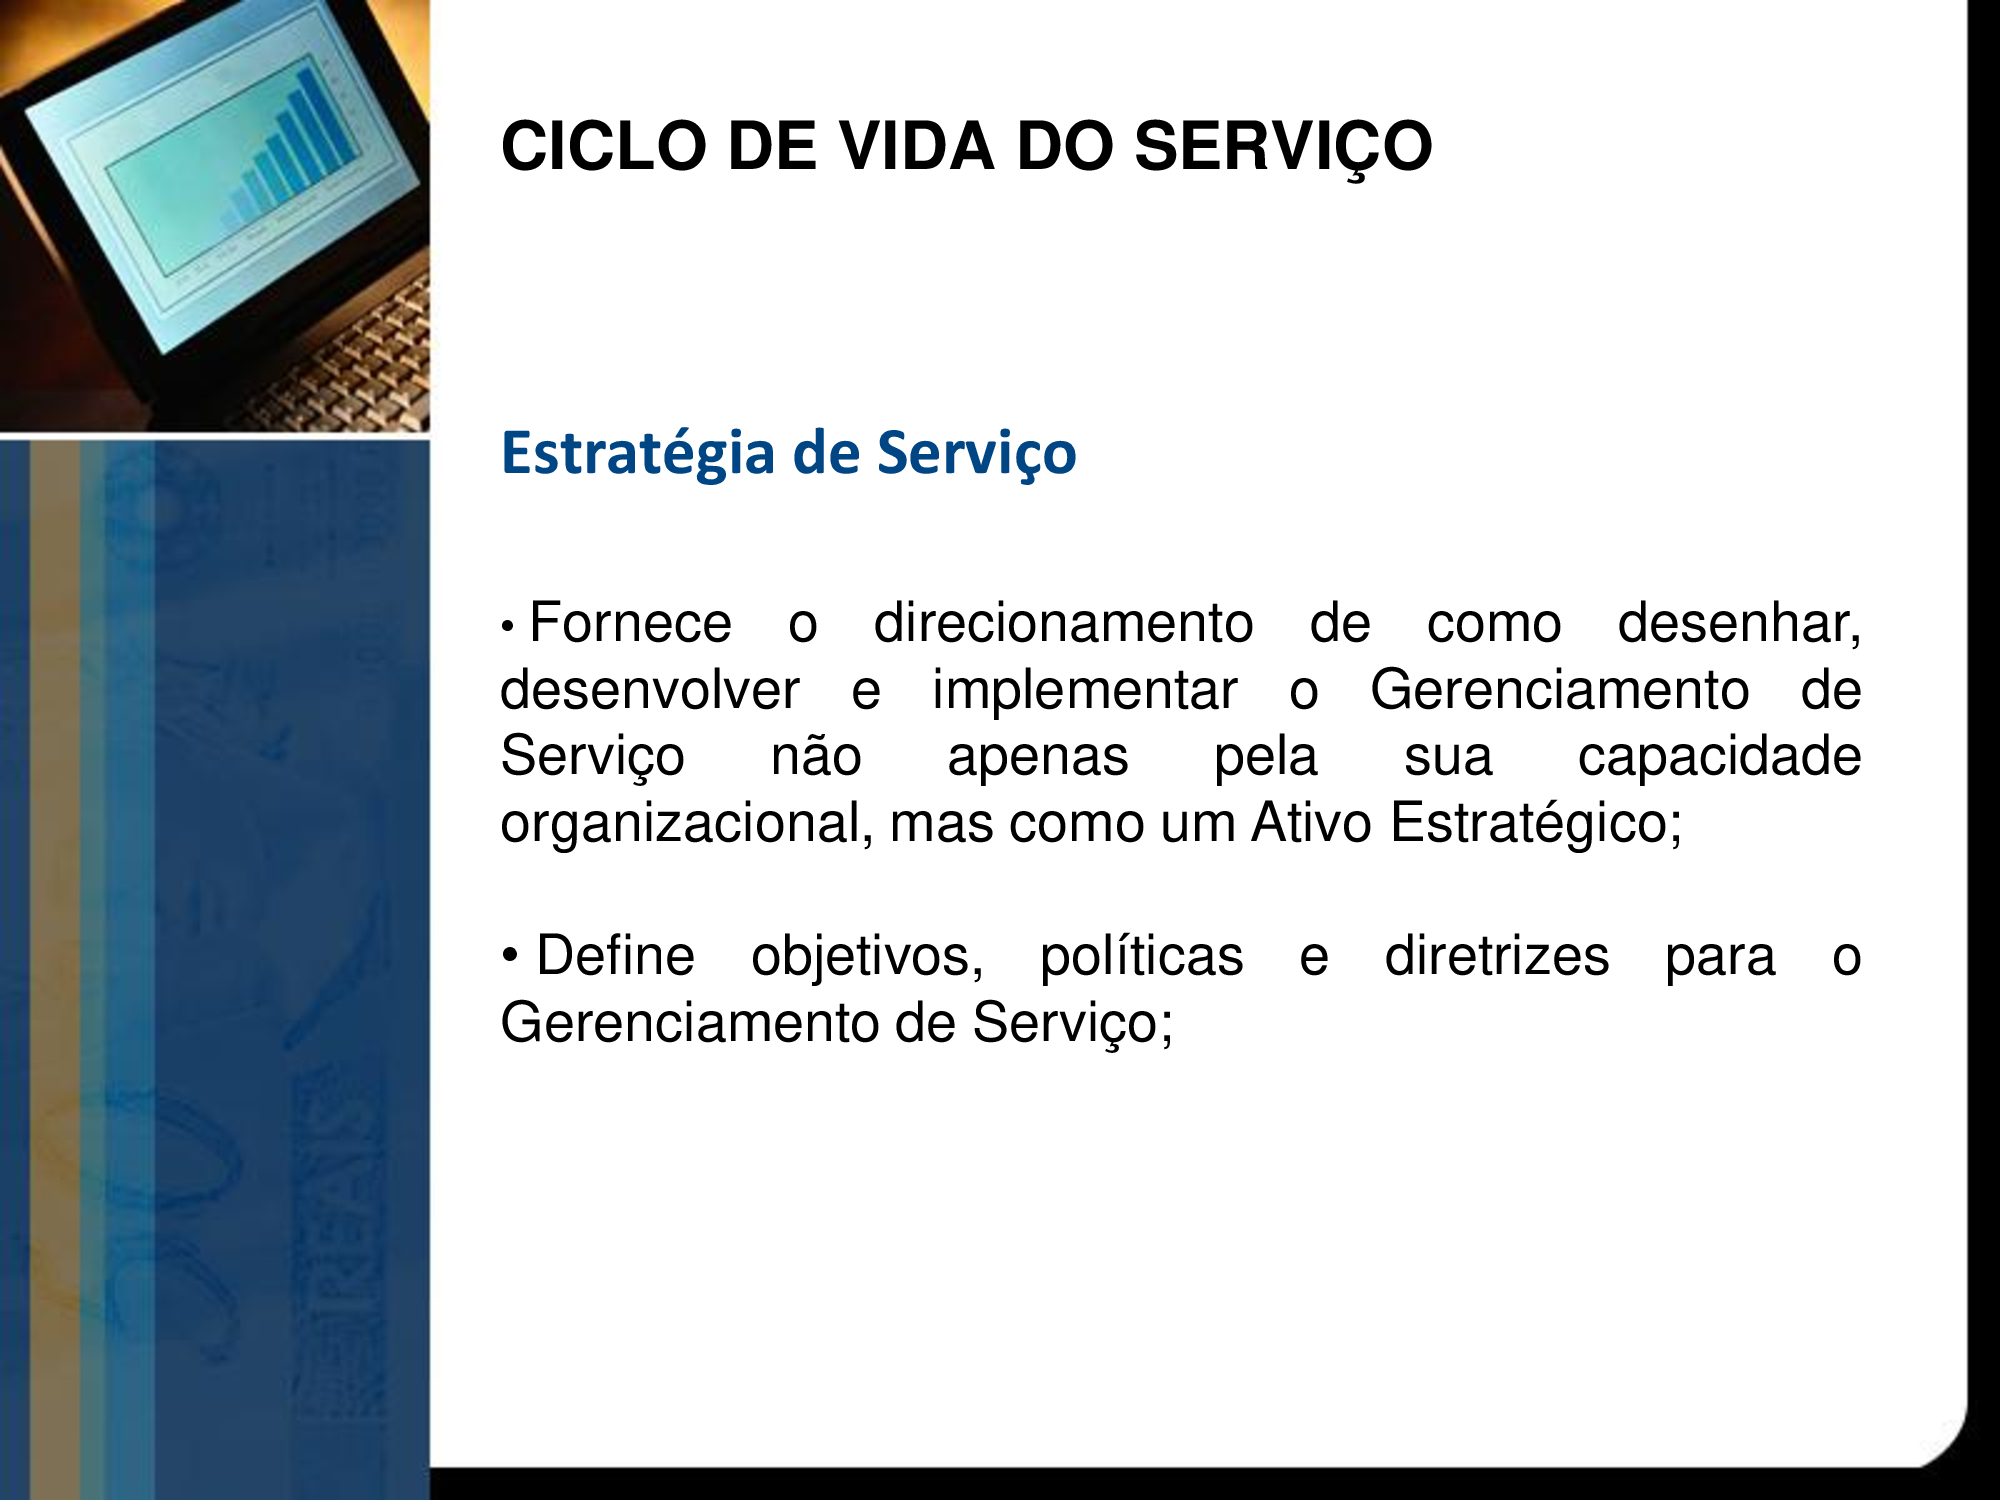 CICLO DE VIDA DO SERVIÇO
Estratégia de Serviço
• Fornece o direcionamento de como desenhar,
desenvolver e implementar o Gerenciamento de
Serviço não apenas pela sua capacidade
organizacional, mas como um Ativo Estratégico;
• Define objetivos, políticas e diretrizes para o
Gerenciamento de Serviço;
REAIS